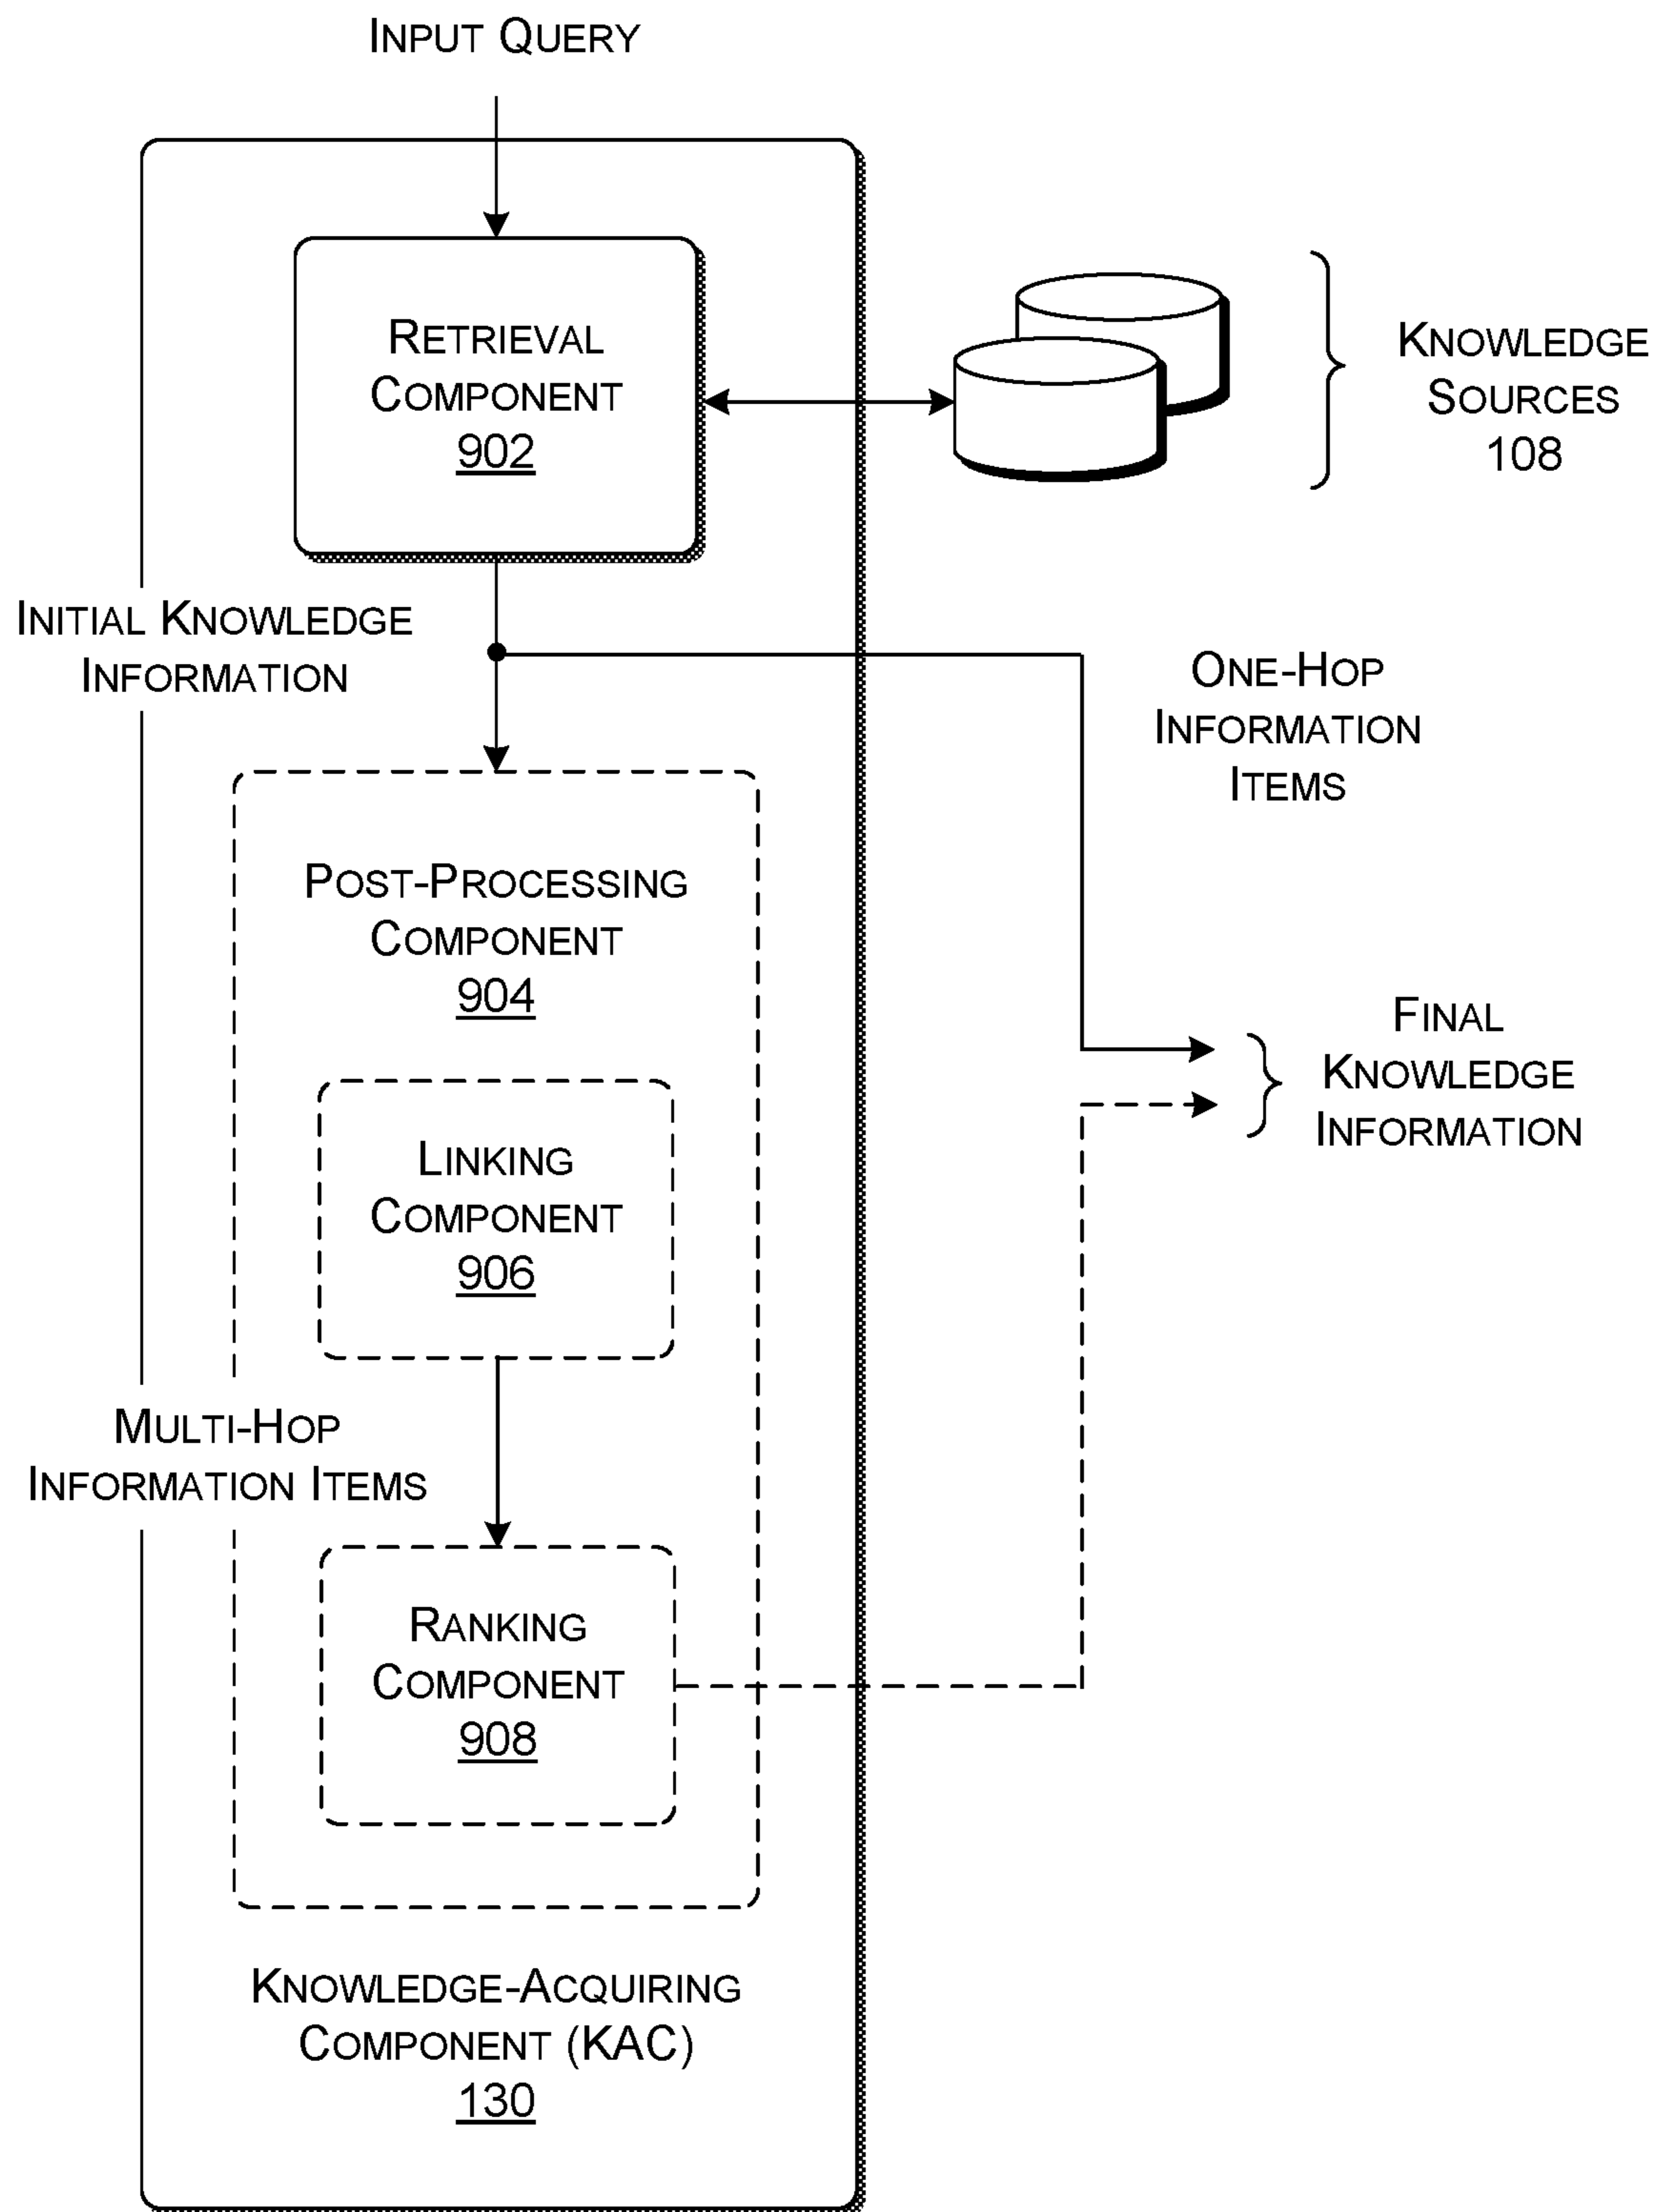 INPUT QUERY
RETRIEVAL
COMPONENT
902
KNOWLEDGE
SOURCES
108
INITIAL KNOWLEDGE
INFORMATION
ONE-HOP
INFORMATION
ITEMS
POST-PROCESSING
COMPONENT
904
FINAL
KNOWLEDGE
INFORMATION
LINKING
COMPONENT
906
MULTI-HOP
INFORMATION ITEMS
RANKING
COMPONENT
908
KNOWLEDGE-ACQUIRING
COMPONENT (KAC)
130